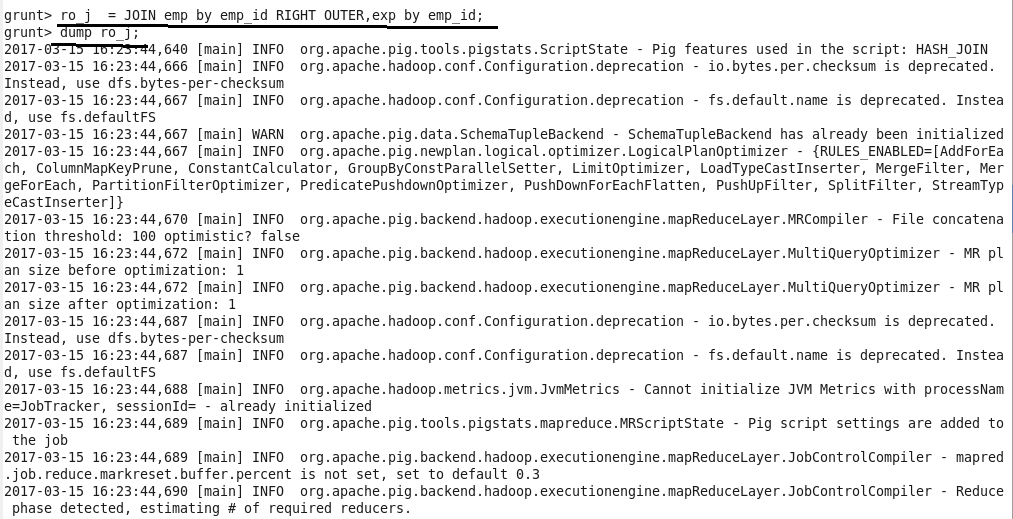 grunt> ro_j  = JOIN emp by emp_id RIGHT OUTER,exp by emp_id;
grunt> dump ro_j;
2017-03-15 16:23:44,640 [main] INFO  org.apache.pig.tools.pigstats.ScriptState - Pig features used in the script: HASH_JOIN
2017-03-15 16:23:44,666 [main] INFO  org.apache.hadoop.conf.Configuration.deprecation - io.bytes.per.checksum is deprecated.
Instead, use dfs.bytes-per-checksum
2017-03-15 16:23:44,667 [main] INFO  org.apache.hadoop.conf.Configuration.deprecation - fs.default.name is deprecated. Instea
d, use fs.defaultFS
2017-03-15 16:23:44,667 [main] WARN  org.apache.pig.data.SchemaTupleBackend - SchemaTupleBackend has already been initialized
2017-03-15 16:23:44,667 [main] INFO  org.apache.pig.newplan.logical.optimizer.LogicalPlanOptimizer - {RULES_ENABLED=[AddForEa
ch, ColumnMapKeyPrune, ConstantCalculator, GroupByConstParallelSetter, LimitOptimizer, LoadTypeCastInserter, MergeFilter, Mer
geForEach, PartitionFilterOptimizer, PredicatePushdownOptimizer, PushDownForEachFlatten, PushUpFilter, SplitFilter, StreamTyp
eCastInserter]}
2017-03-15 16:23:44,670 [main] INFO  org.apache.pig.backend.hadoop.executionengine.mapReduceLayer.MRCompiler - File concatena
tion threshold: 100 optimistic? false
2017-03-15 16:23:44,672 [main] INFO  org.apache.pig.backend.hadoop.executionengine.mapReduceLayer.MultiQueryOptimizer - MR pl
an size before optimization: 1
2017-03-15 16:23:44,672 [main] INFO  org.apache.pig.backend.hadoop.executionengine.mapReduceLayer.MultiQueryOptimizer - MR pl
an size after optimization: 1
2017-03-15 16:23:44,687 [main] INFO  org.apache.hadoop.conf.Configuration.deprecation - io.bytes.per.checksum is deprecated.
Instead, use dfs.bytes-per-checksum
2017-03-15 16:23:44,687 [main] INFO  org.apache.hadoop.conf.Configuration.deprecation - fs.default.name is deprecated. Instea
d, use fs.defaultFS
2017-03-15 16:23:44,688 [main] INFO  org.apache.hadoop.metrics.jvm.JvmMetrics - Cannot initialize JVM Metrics with processNam
e=JobTracker, sessionId= - already initialized
2017-03-15 16:23:44,689 [main] INFO  org.apache.pig.tools.pigstats.mapreduce.MRScriptState - Pig script settings are added to
 the job
2017-03-15 16:23:44,689 [main] INFO  org.apache.pig.backend.hadoop.executionengine.mapReduceLayer.JobControlCompiler - mapred
.job.reduce.markreset.buffer.percent is not set, set to default 0.3
2017-03-15 16:23:44,690 [main] INFO  org.apache.pig.backend.hadoop.executionengine.mapReduceLayer.JobControlCompiler - Reduce
 phase detected, estimating # of required reducers.